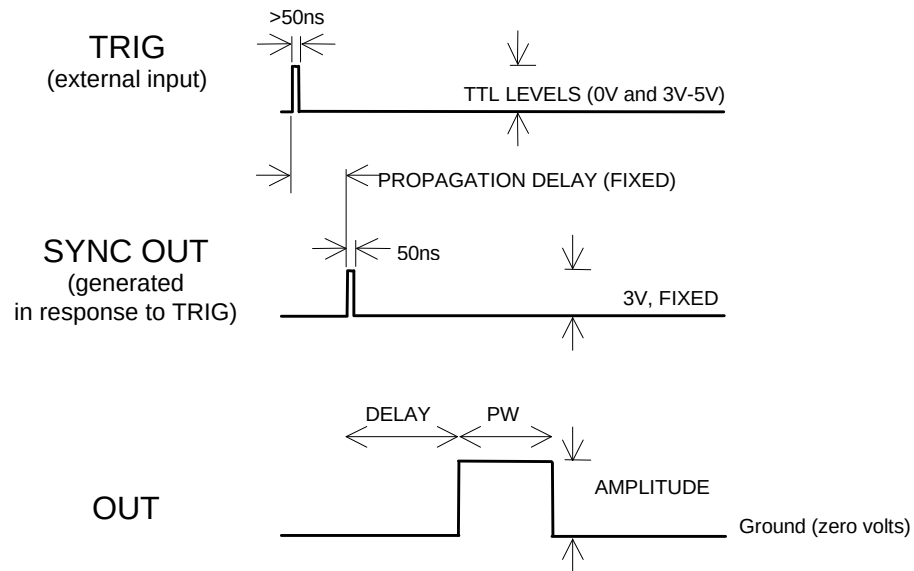 >50ns
TRIG
(external input)
TTL LEVELS (0V and 3V-5V)
PROPAGATION DELAY (FIXED)
SYNC OUT
(generated
in response to TRIG)
50ns
3V, FIXED
DELAY
PW
AMPLITUDE
OUT
Ground (zero volts)